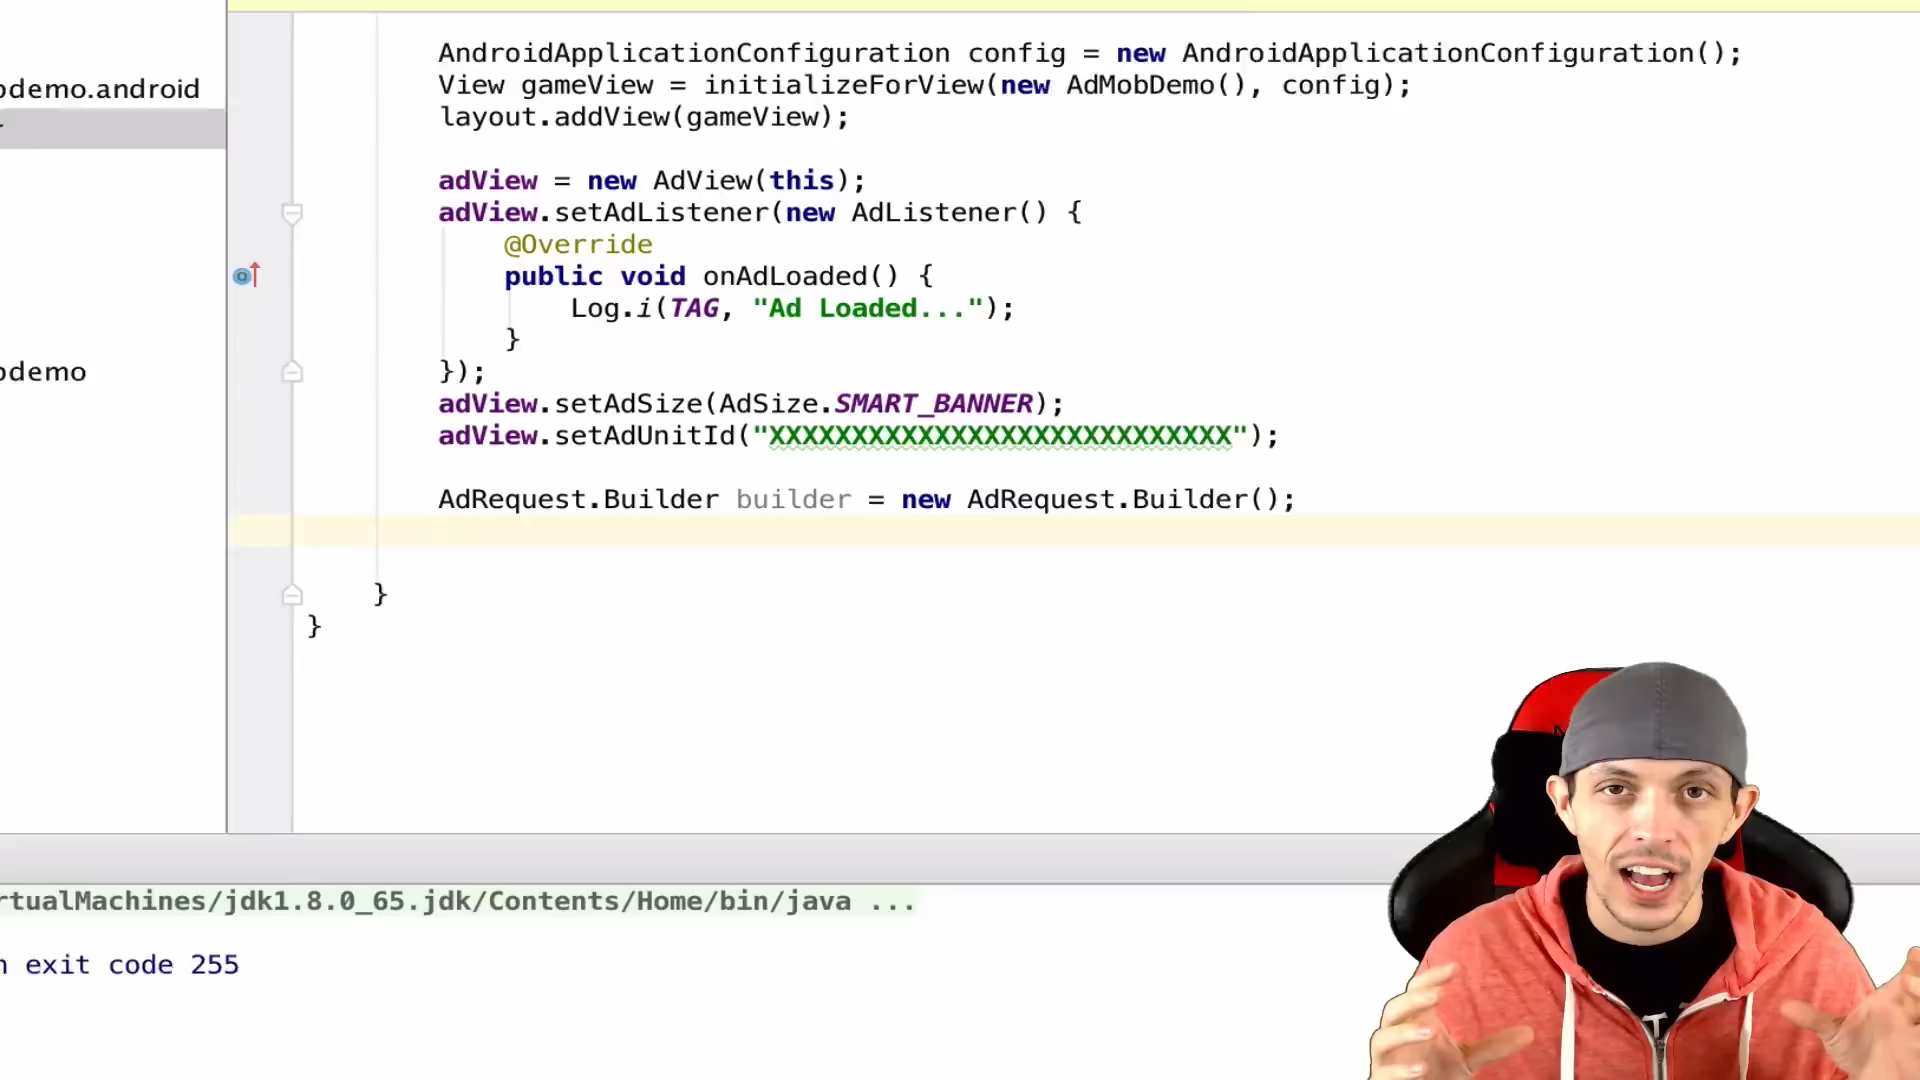 AndroidApplicationConfiguration config = new AndroidApplicationConfiguration();
odemo.android
View gameView = initializeForView(new AdMobDemo(), config);
layout.addView(gameView);
adView = new AdView(this);
adView.setAdListener(new AdListener() {
@Override
public void onAdLoaded() {
Log.i(TAG, "Ad Loaded...");
}
odemo
});
adView.setAdSize(AdSize.SMART_BANNER);
adView.setAdUnitId("XXXXXXXXXXXXXXXXXXXXXXXXXXXX");
AdRequest.Builder builder = new AdRequest.Builder();
}
}
rtualMachines/jdk1.8.0_65.jdk/Contents/Home/bin/java ...
exit code 255